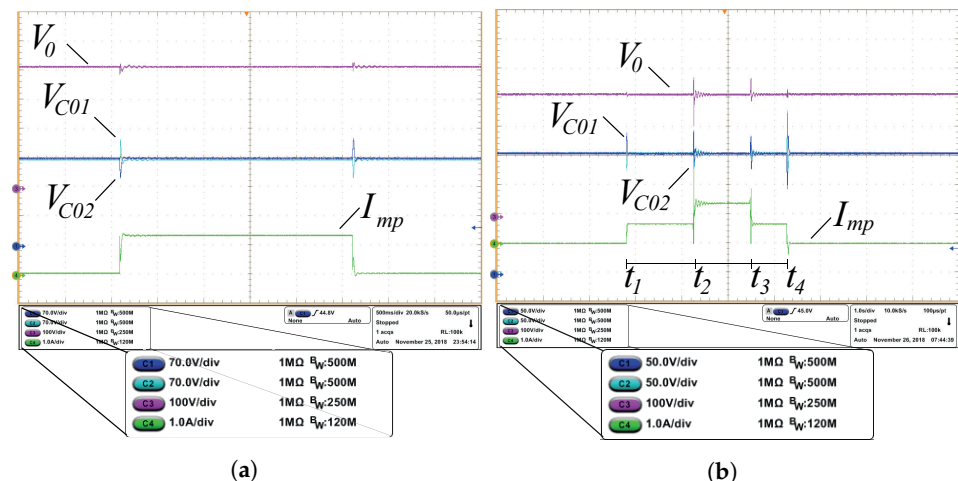 V0
VC01
VC02
Imp
70.0V/div 1MΩ BW:500M
70.0V/div 1MΩ BW:500M
100V/div 1MΩ BW:250M
1.0A/div 1MΩ BW:120M
A C1 44.8V
None Auto
500ms/div 20.0kS/s 50.0µs/pt
Stopped
1 acqs RL:100k
Auto November 25, 2018 23:54:14
C1 70.0V/div 1MΩ BW:500M
C2 70.0V/div 1MΩ BW:500M
C3 100V/div 1MΩ BW:250M
C4 1.0A/div 1MΩ BW:120M
(a)
V0
VC01
VC02
Imp
t1 t2 t3 t4
50.0V/div 1MΩ BW:500M
50.0V/div 1MΩ BW:500M
100V/div 1MΩ BW:250M
1.0A/div 1MΩ BW:120M
A C1 45.0V
None Auto
1.0s/div 10.0kS/s 100µs/pt
Stopped
1 acqs RL:100k
Auto November 26, 2018 07:44:39
C1 50.0V/div 1MΩ BW:500M
C2 50.0V/div 1MΩ BW:500M
C3 100V/div 1MΩ BW:250M
C4 1.0A/div 1MΩ BW:120M
(b)